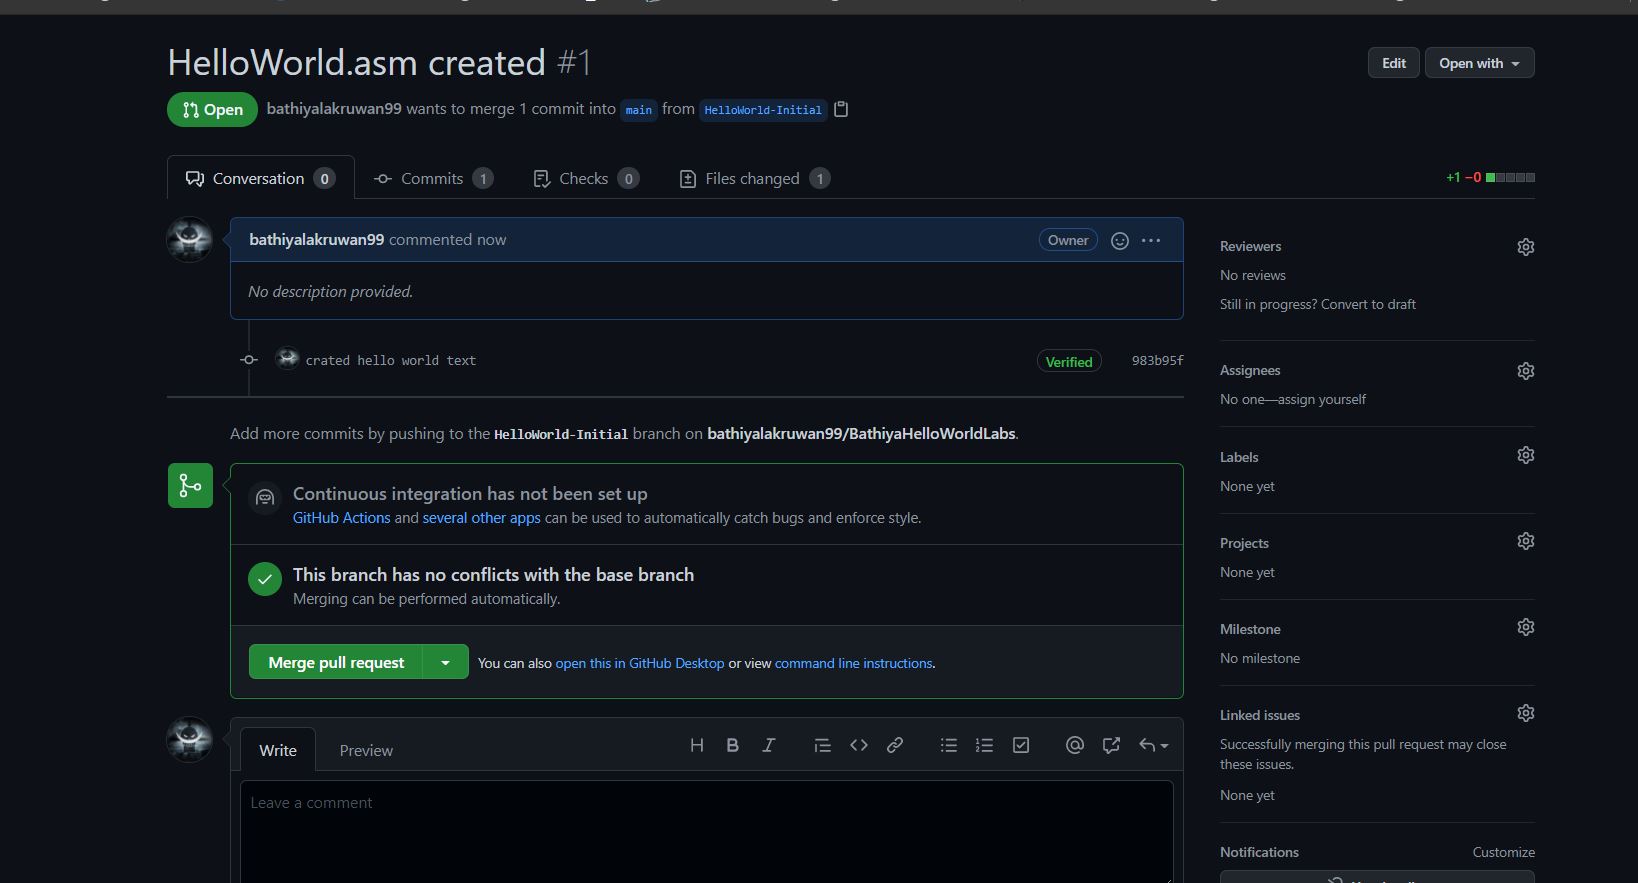 HelloWorld.asm created #1
Edit
Open with
Open
bathiyalakruwan99 wants to merge 1 commit into main from HelloWorld-Initial
Conversation 0
Commits 1
Checks 0
Files changed 1
+1 −0
bathiyalakruwan99 commented now
Owner
No description provided.
crated hello world text
Verified
983b95f
Add more commits by pushing to the HelloWorld-Initial branch on bathiyalakruwan99/BathiyaHelloWorldLabs.
Continuous integration has not been set up
GitHub Actions and several other apps can be used to automatically catch bugs and enforce style.
This branch has no conflicts with the base branch
Merging can be performed automatically.
Merge pull request
You can also open this in GitHub Desktop or view command line instructions.
Write
Preview
Leave a comment
Reviewers
No reviews
Still in progress? Convert to draft
Assignees
No one—assign yourself
Labels
None yet
Projects
None yet
Milestone
No milestone
Linked issues
Successfully merging this pull request may close
these issues.
None yet
Notifications
Customize